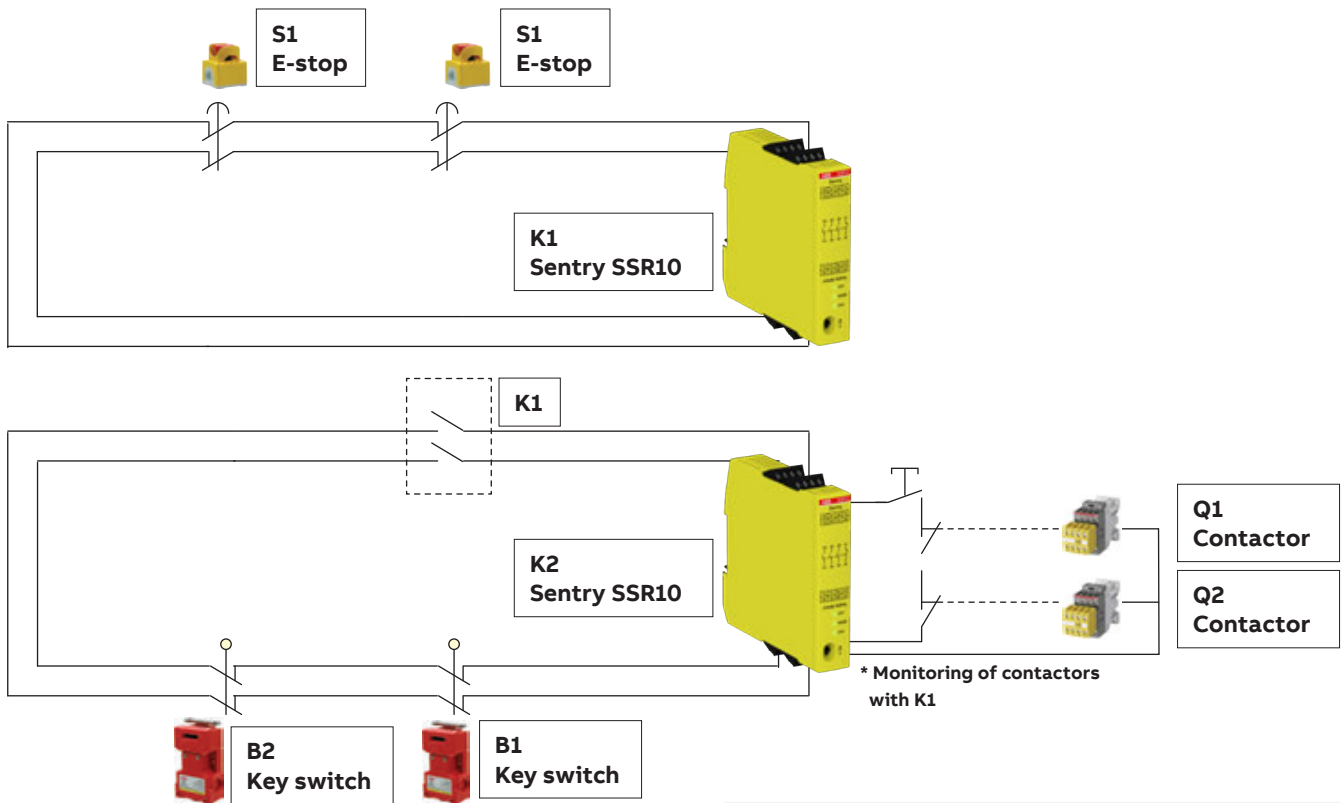 S1
E-stop
S1
E-stop
K1
Sentry SSR10
K1
K2
Sentry SSR10
Q1
Contactor
Q2
Contactor
* Monitoring of contactors
with K1
B2
Key switch
B1
Key switch